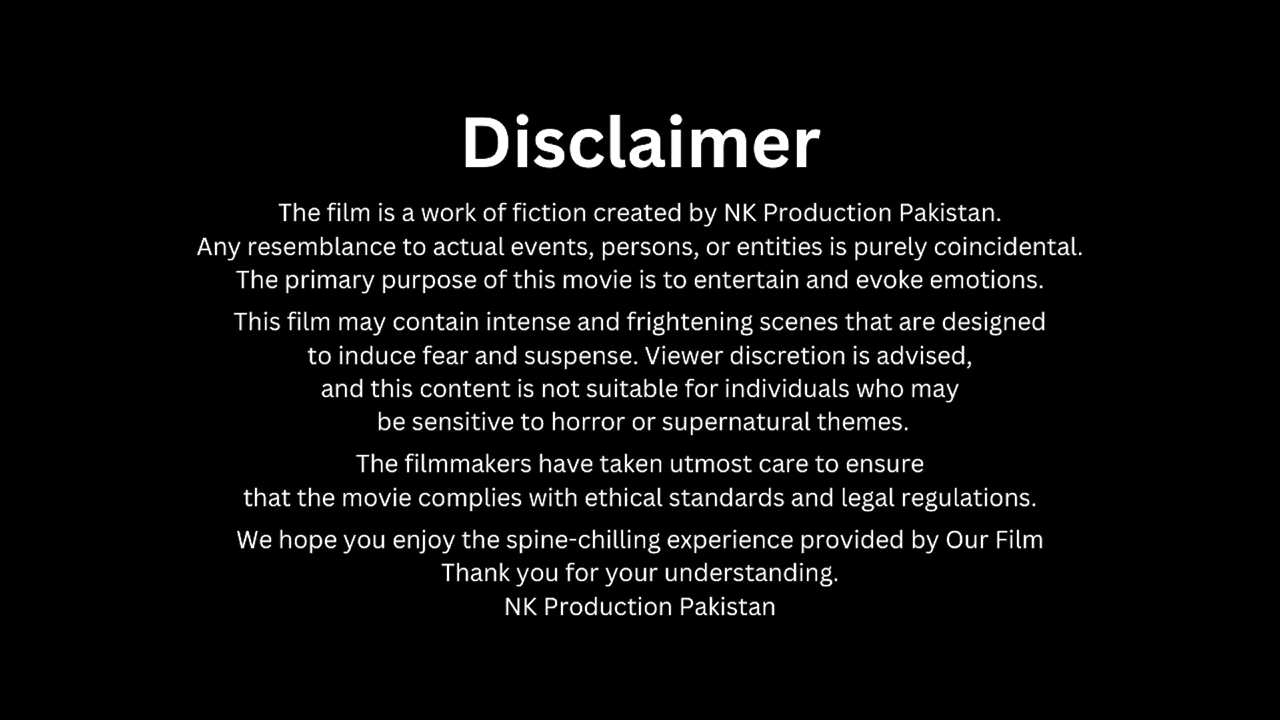 Disclaimer
The film is a work of fiction created by NK Production Pakistan.
Any resemblance to actual events, persons, or entities is purely coincidental.
The primary purpose of this movie is to entertain and evoke emotions.
This film may contain intense and frightening scenes that are designed
to induce fear and suspense. Viewer discretion is advised,
and this content is not suitable for individuals who may
be sensitive to horror or supernatural themes.
The filmmakers have taken utmost care to ensure
that the movie complies with ethical standards and legal regulations.
We hope you enjoy the spine-chilling experience provided by Our Film
Thank you for your understanding.
NK Production Pakistan